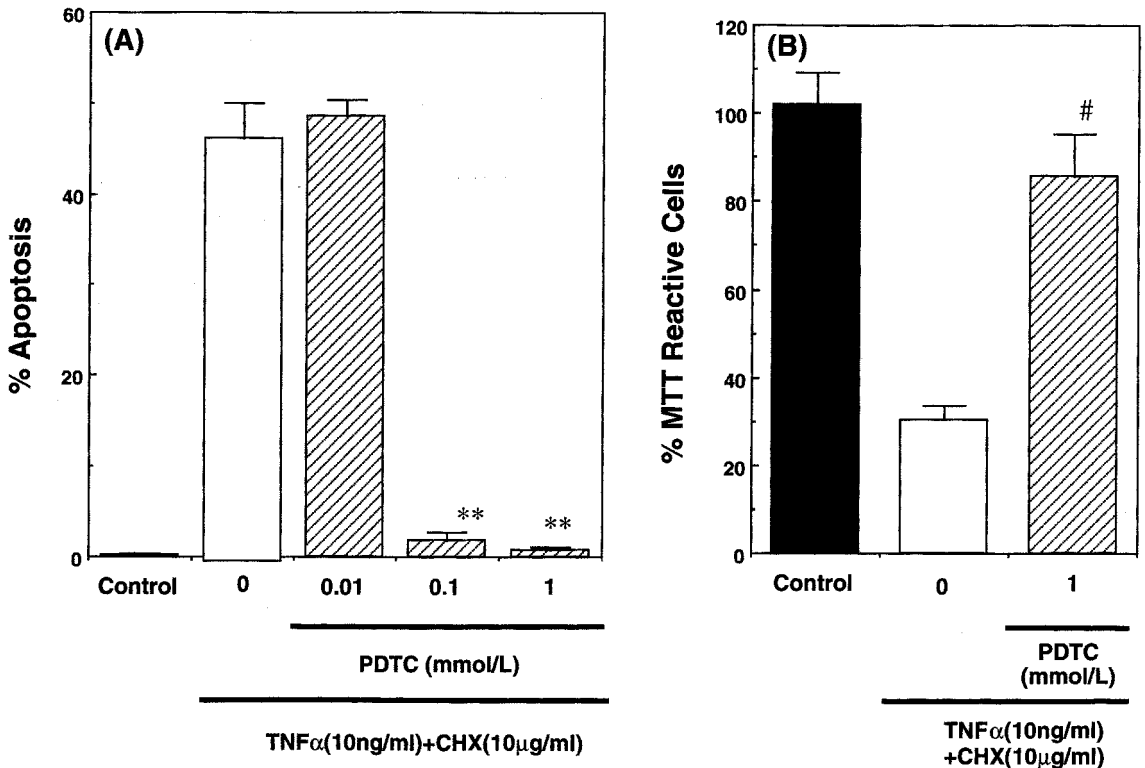 (A)
60
40
20
0
% Apoptosis
**
**
Control 0 0.01 0.1 1
PDTC (mmol/L)
TNFα(10ng/ml)+CHX(10μg/ml)
(B)
120
100
80
60
40
20
0
% MTT Reactive Cells
#
Control 0 1
PDTC
(mmol/L)
TNFα(10ng/ml)
+CHX(10μg/ml)